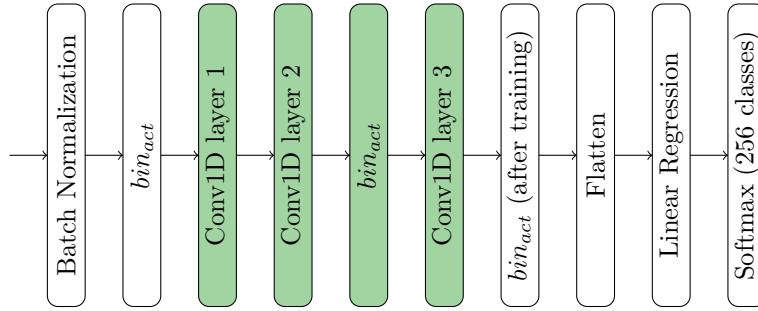 Batch Normalization
bin_act
Conv1D layer 1
Conv1D layer 2
bin_act
Conv1D layer 3
bin_act (after training)
Flatten
Linear Regression
Softmax (256 classes)